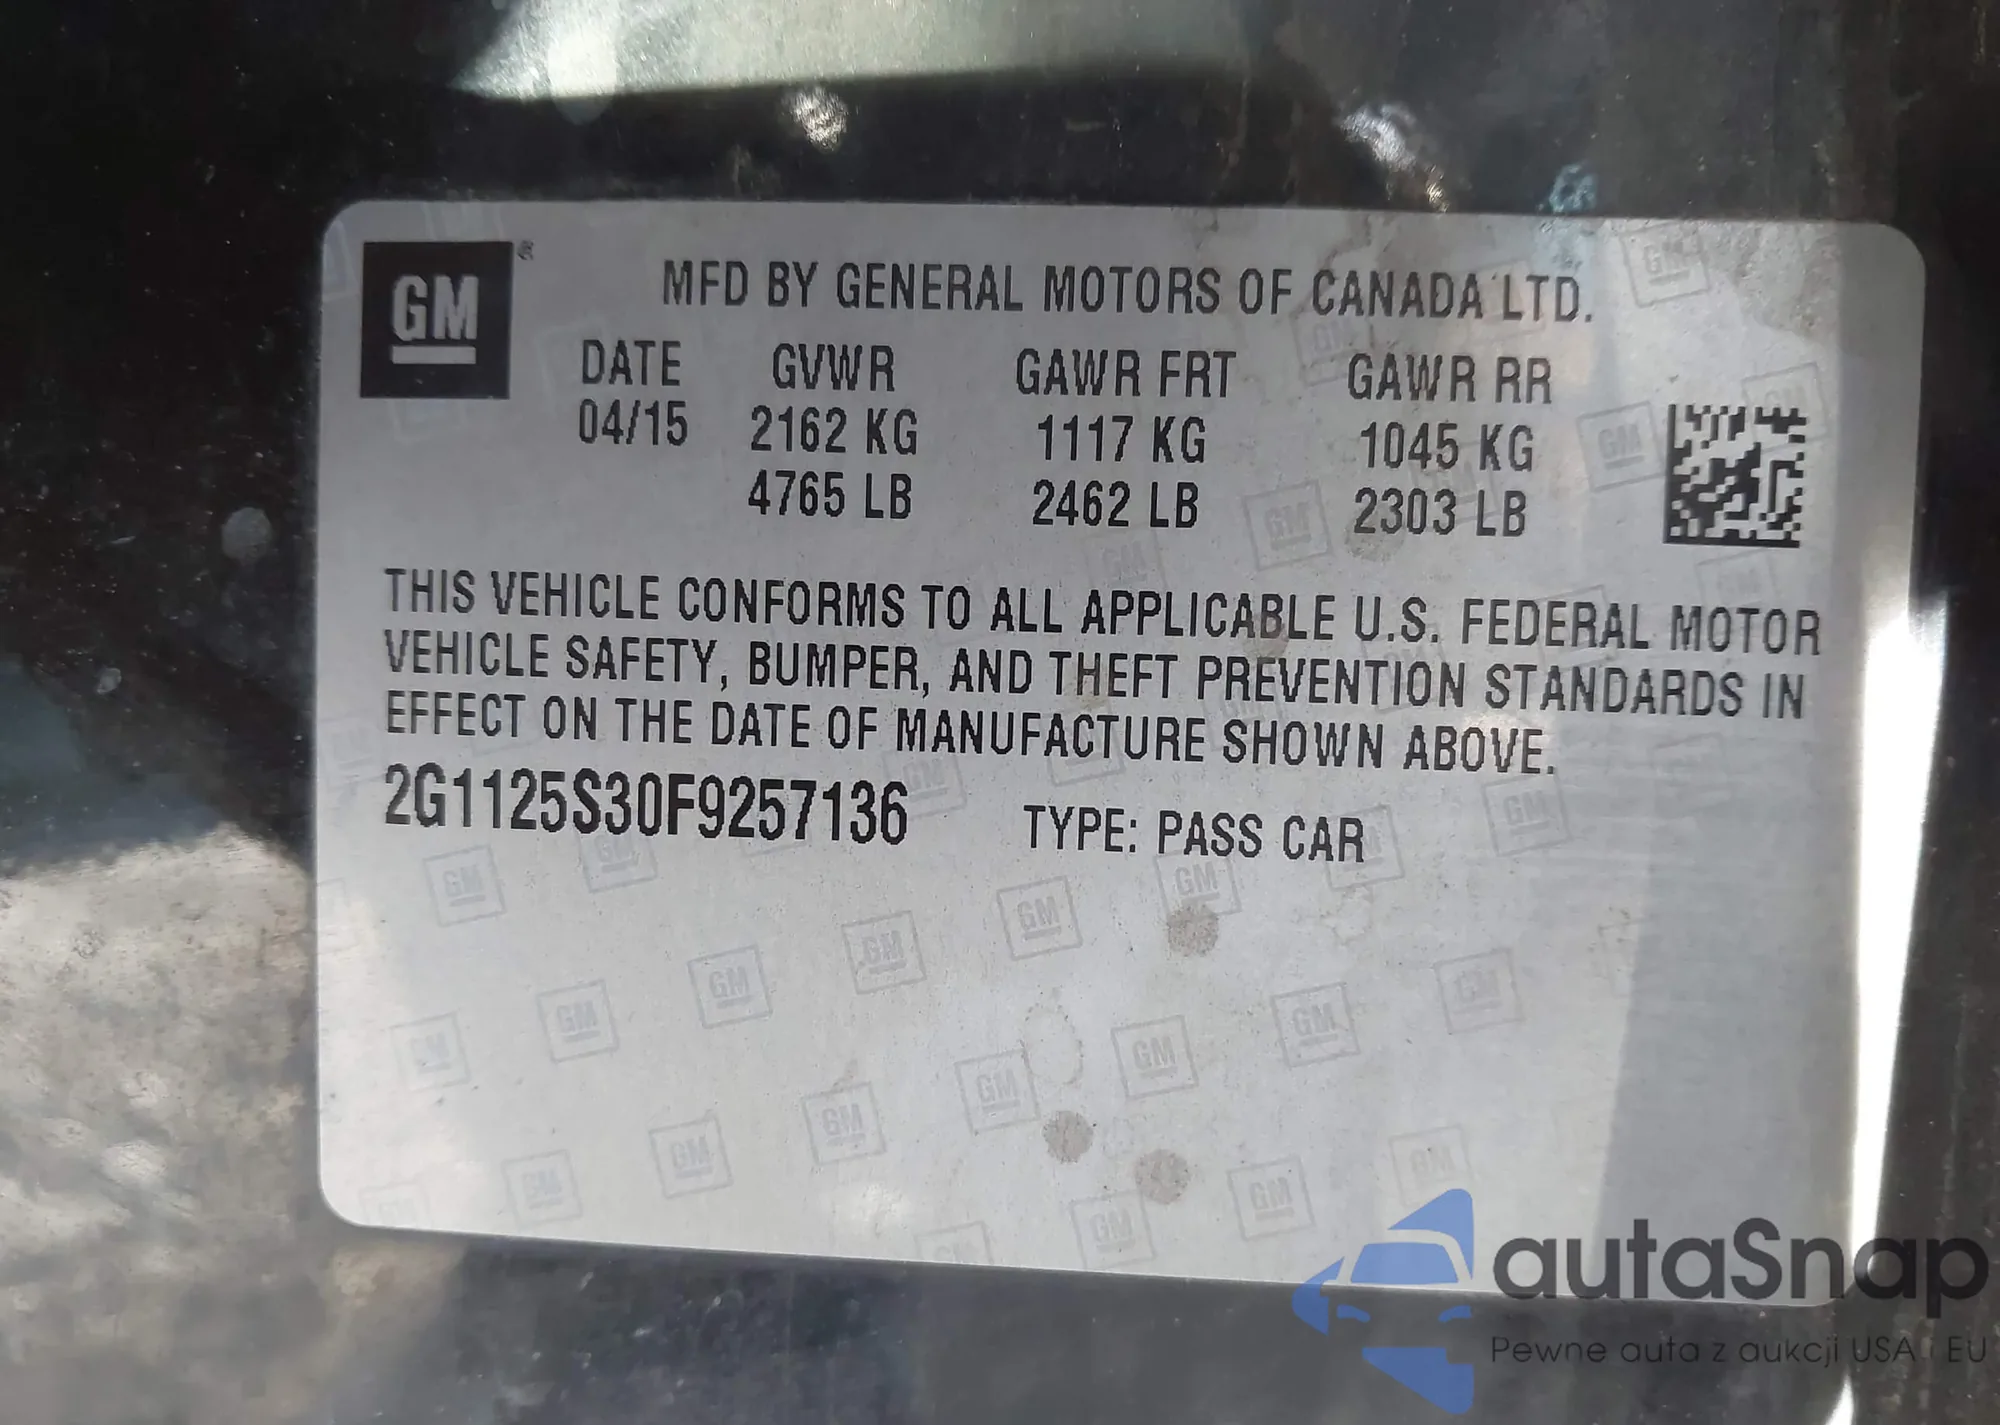 GM ®
MFD BY GENERAL MOTORS OF CANADA LTD.
DATE GVWR GAWR FRT GAWR RR
04/15 2162 KG 1117 KG 1045 KG
4765 LB 2462 LB 2303 LB
THIS VEHICLE CONFORMS TO ALL APPLICABLE U.S. FEDERAL MOTOR
VEHICLE SAFETY, BUMPER, AND THEFT PREVENTION STANDARDS IN
EFFECT ON THE DATE OF MANUFACTURE SHOWN ABOVE.
2G1125S30F9257136 TYPE: PASS CAR
autaSnap
Pewne auta z aukcji USA i EU